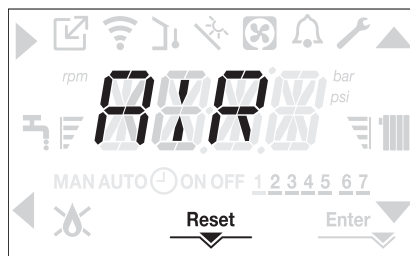 rpm bar
psi
AIR
MAN AUTO ON OFF 1 2 3 4 5 6 7
Reset Enter